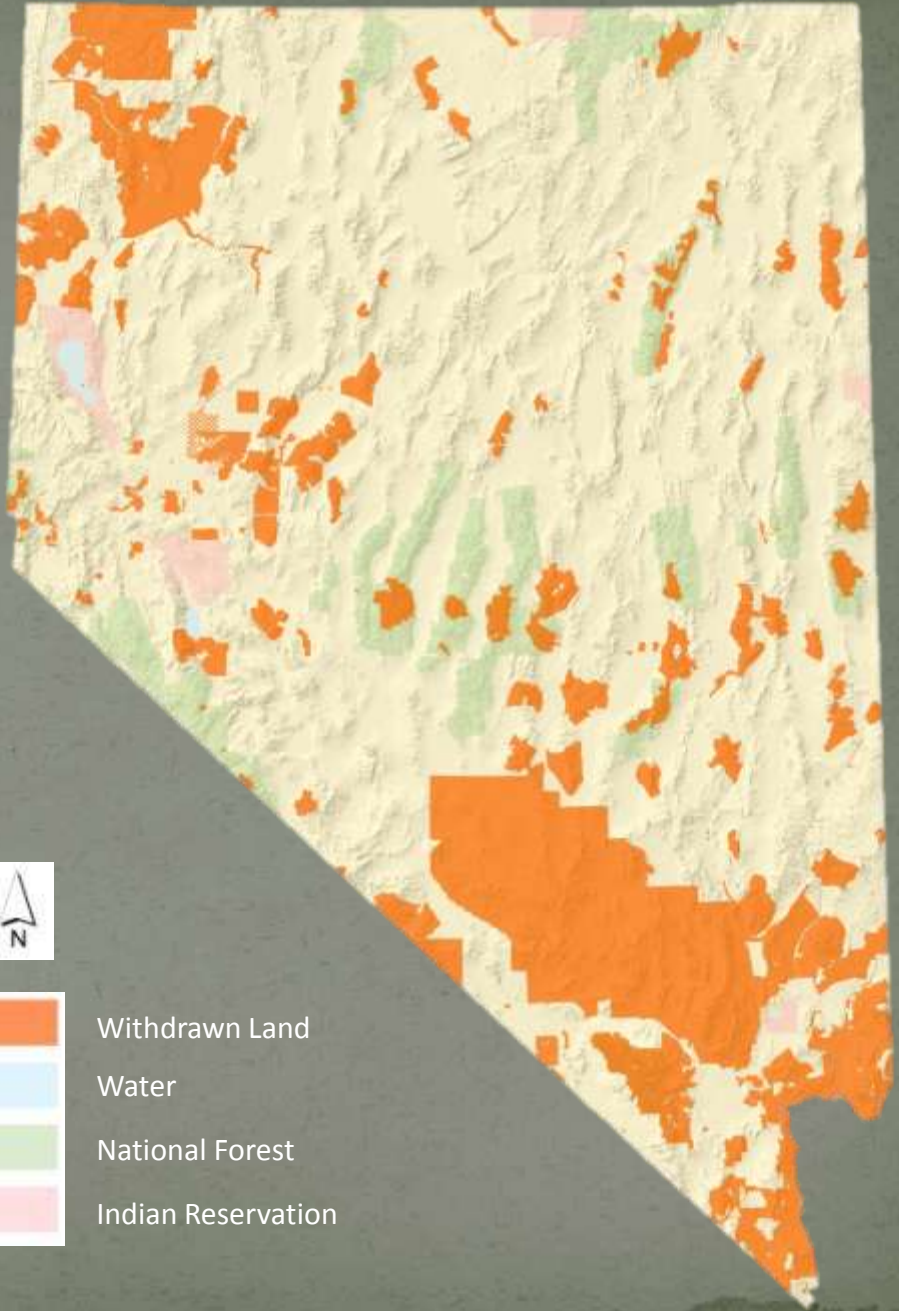 N
Withdrawn Land
Water
National Forest
Indian Reservation